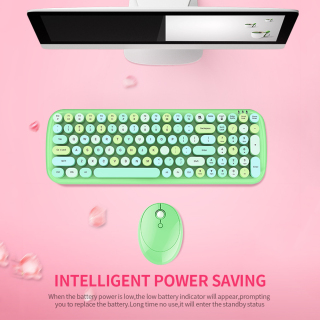 INTELLIGENT POWER SAVING
When the battery power is low,the low battery indicator will appear,prompting
you to replace the battery.Long time no use,it will enter the standby status